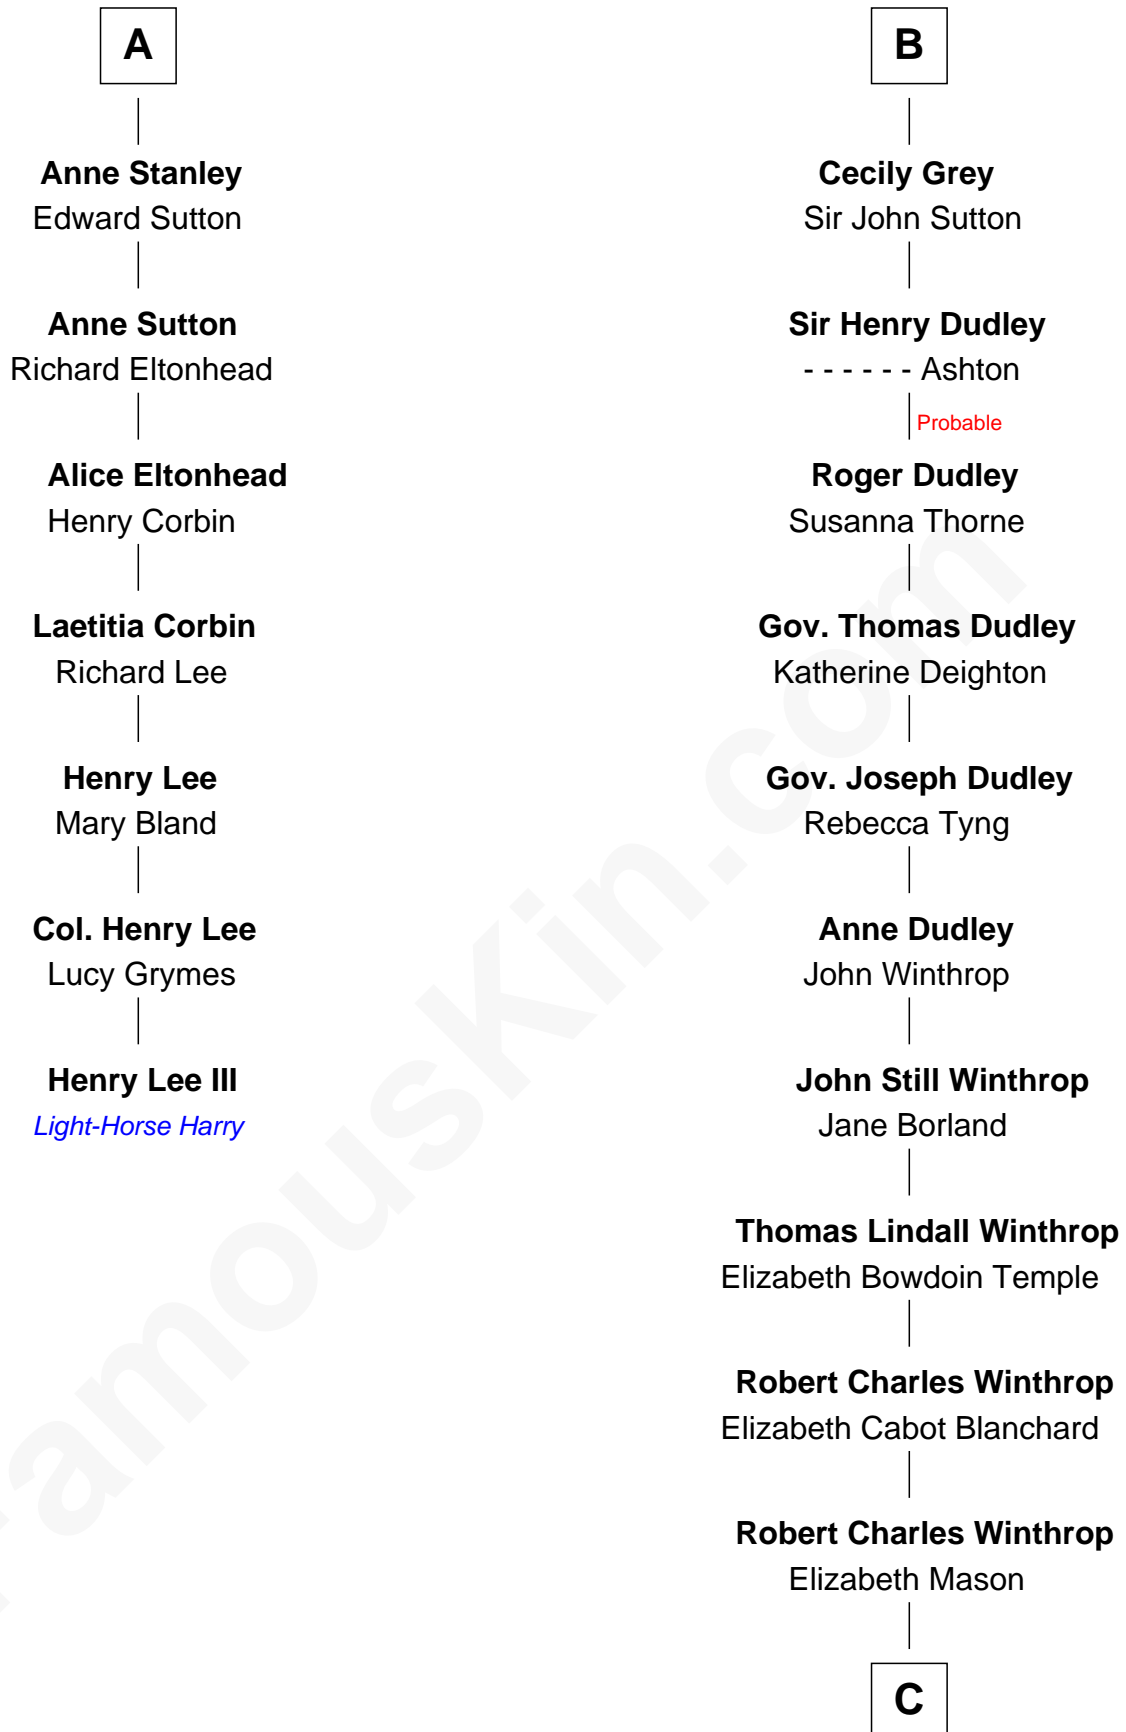 A
Anne Stanley
Edward Sutton
Anne Sutton
Richard Eltonhead
Alice Eltonhead
Henry Corbin
Laetitia Corbin
Richard Lee
Henry Lee
Mary Bland
Col. Henry Lee
Lucy Grymes
Henry Lee III
Light-Horse Harry
B
Cecily Grey
Sir John Sutton
Sir Henry Dudley
- - - - - - Ashton
Probable
Roger Dudley
Susanna Thorne
Gov. Thomas Dudley
Katherine Deighton
Gov. Joseph Dudley
Rebecca Tyng
Anne Dudley
John Winthrop
John Still Winthrop
Jane Borland
Thomas Lindall Winthrop
Elizabeth Bowdoin Temple
Robert Charles Winthrop
Elizabeth Cabot Blanchard
Robert Charles Winthrop
Elizabeth Mason
C
FamousKin.com